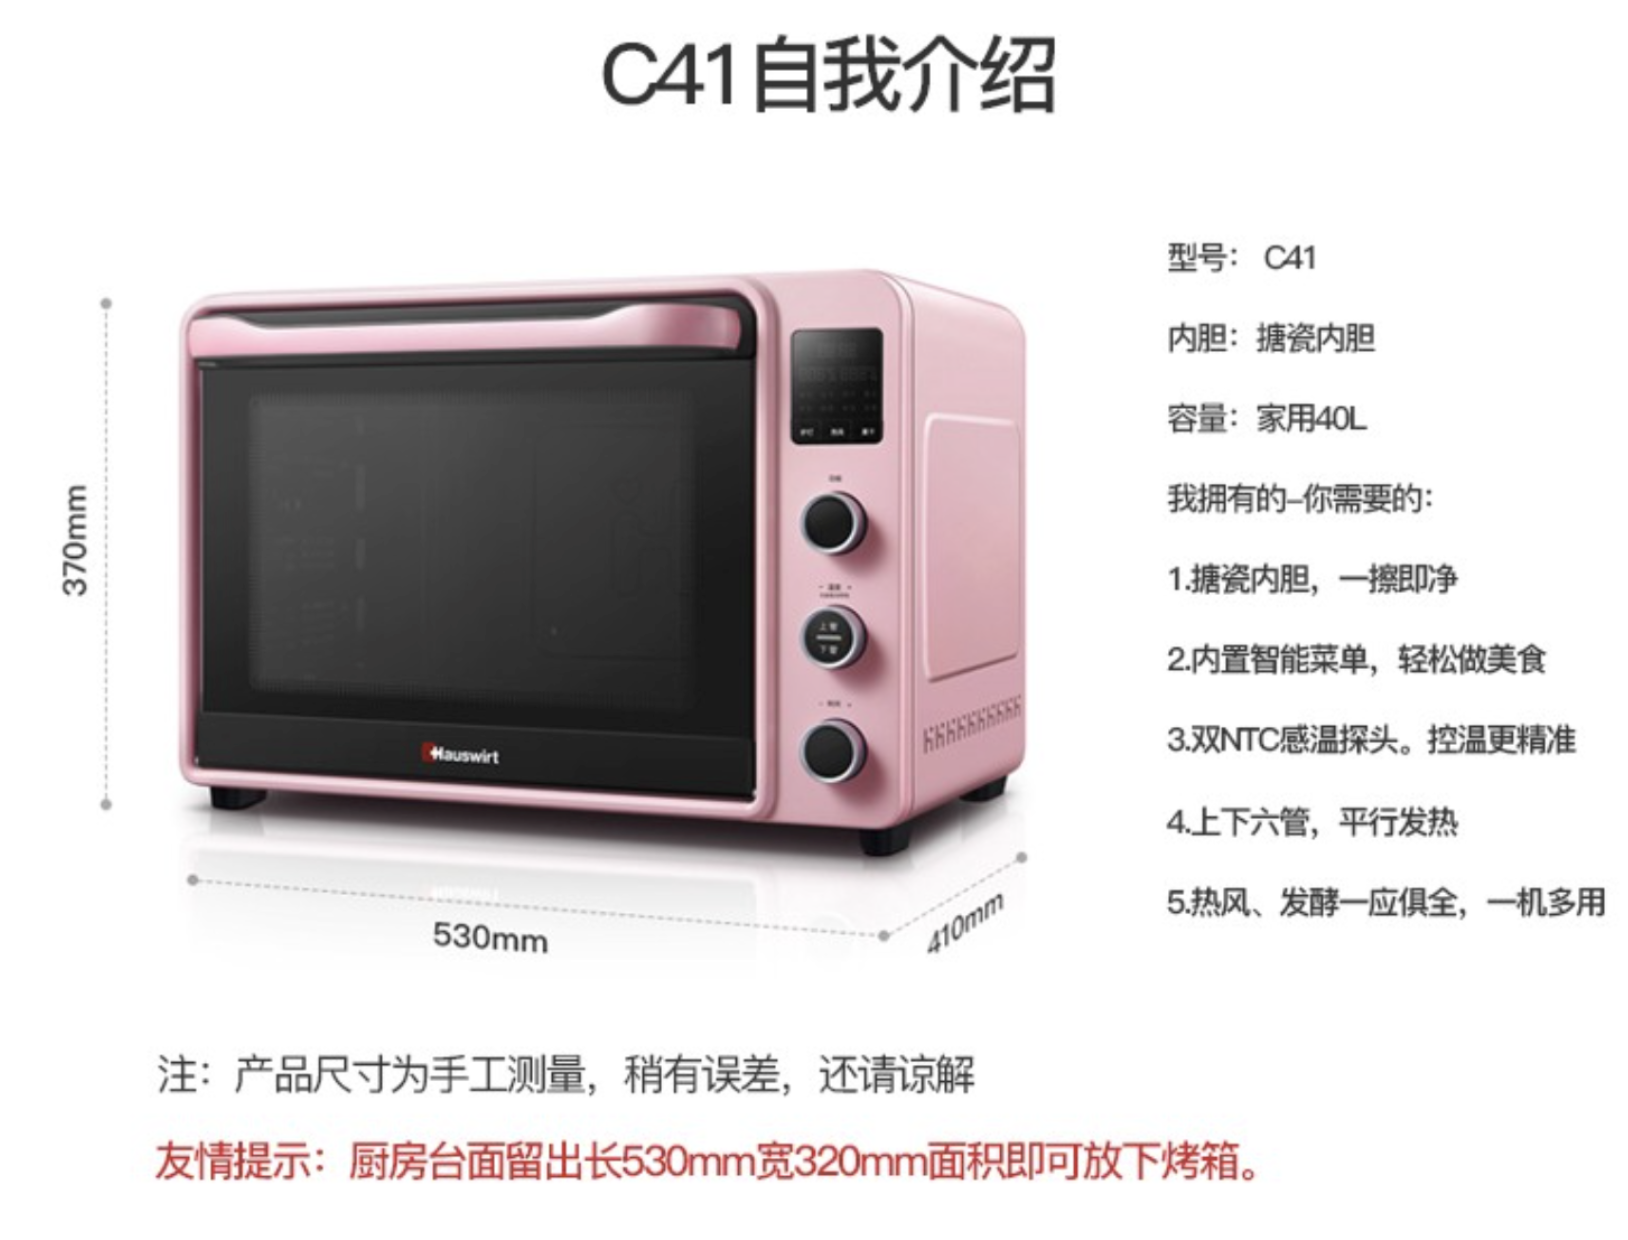 C41自我介绍
型号： C41
内胆：搪瓷内胆
容量：家用40L
我拥有的–你需要的：
1.搪瓷内胆，一擦即净
2.内置智能菜单，轻松做美食
3.双NTC感温探头。控温更精准
4.上下六管，平行发热
5.热风、发酵一应俱全，一机多用
370mm
上管
下管
Hauswirt
530mm
410mm
注：产品尺寸为手工测量，稍有误差，还请谅解
友情提示：厨房台面留出长530mm宽320mm面积即可放下烤箱。